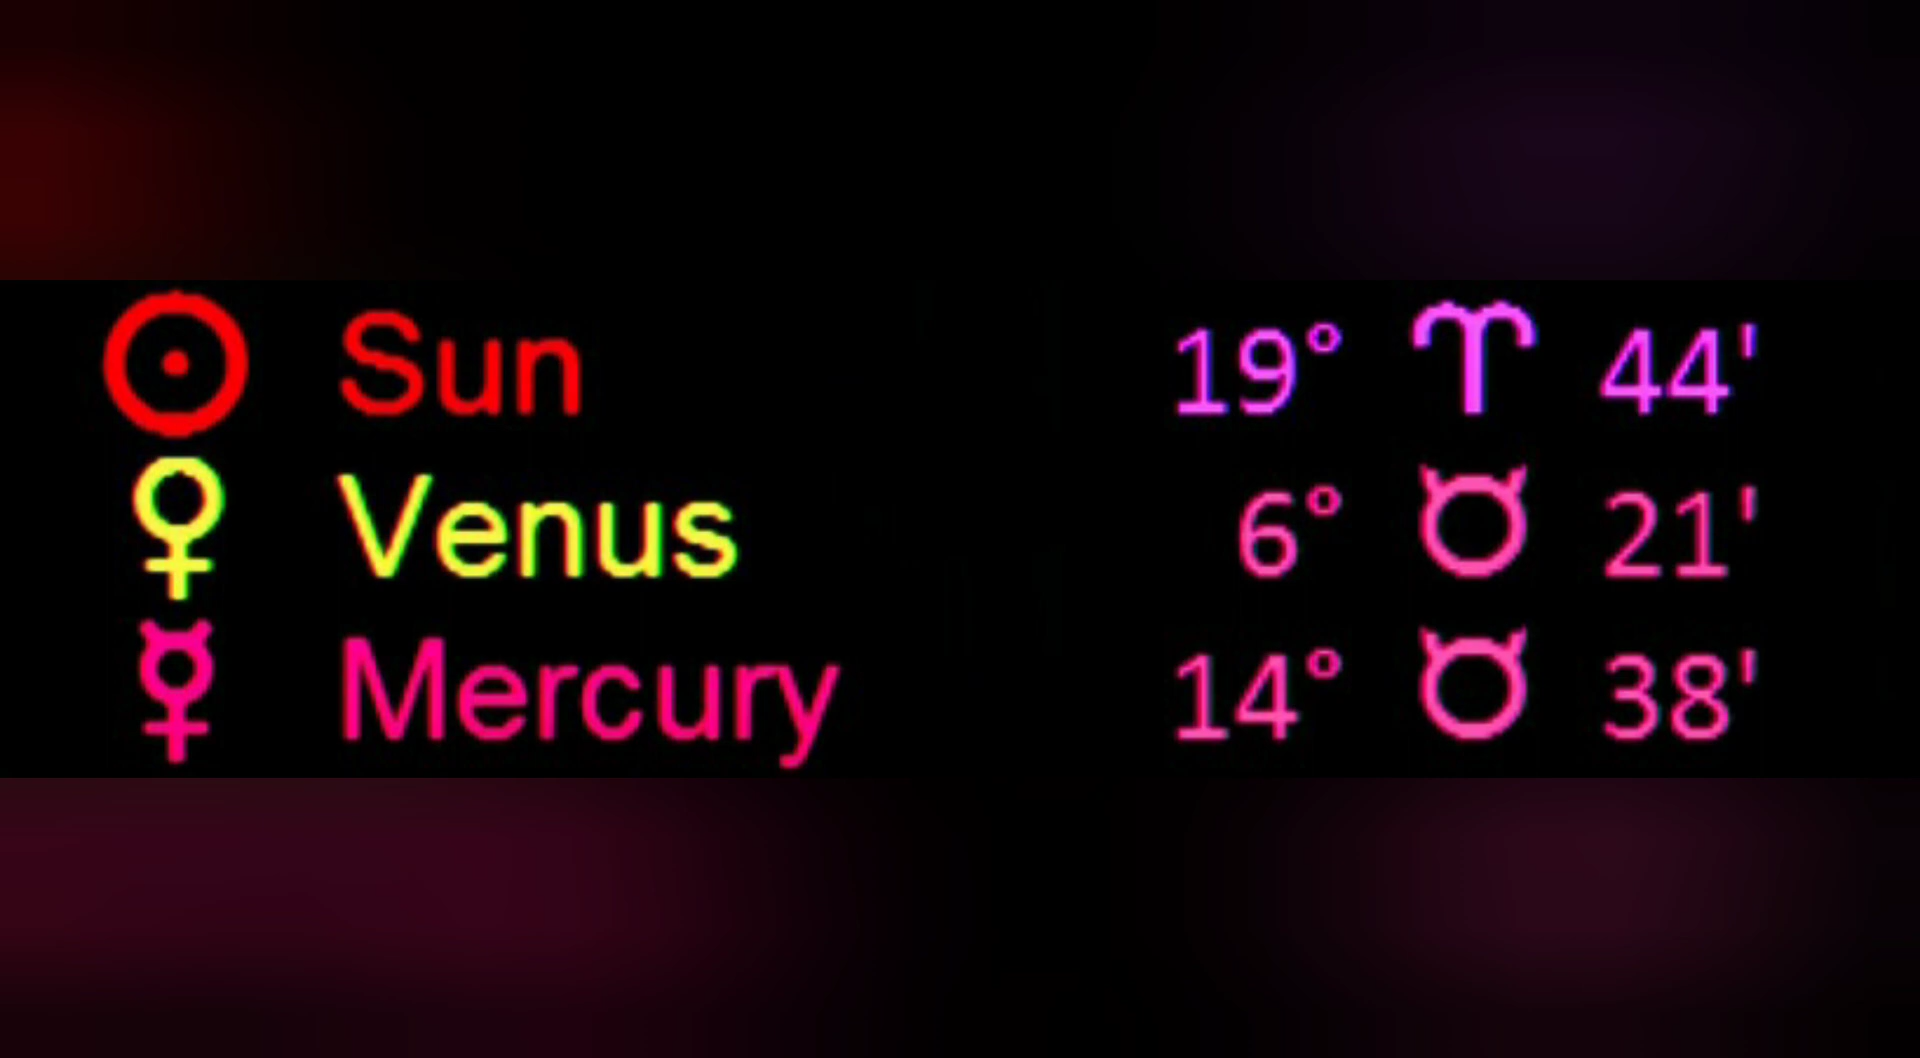 ☉ Sun 19° ♈ 44'
♀ Venus 6° ♉ 21'
☿ Mercury 14° ♉ 38'